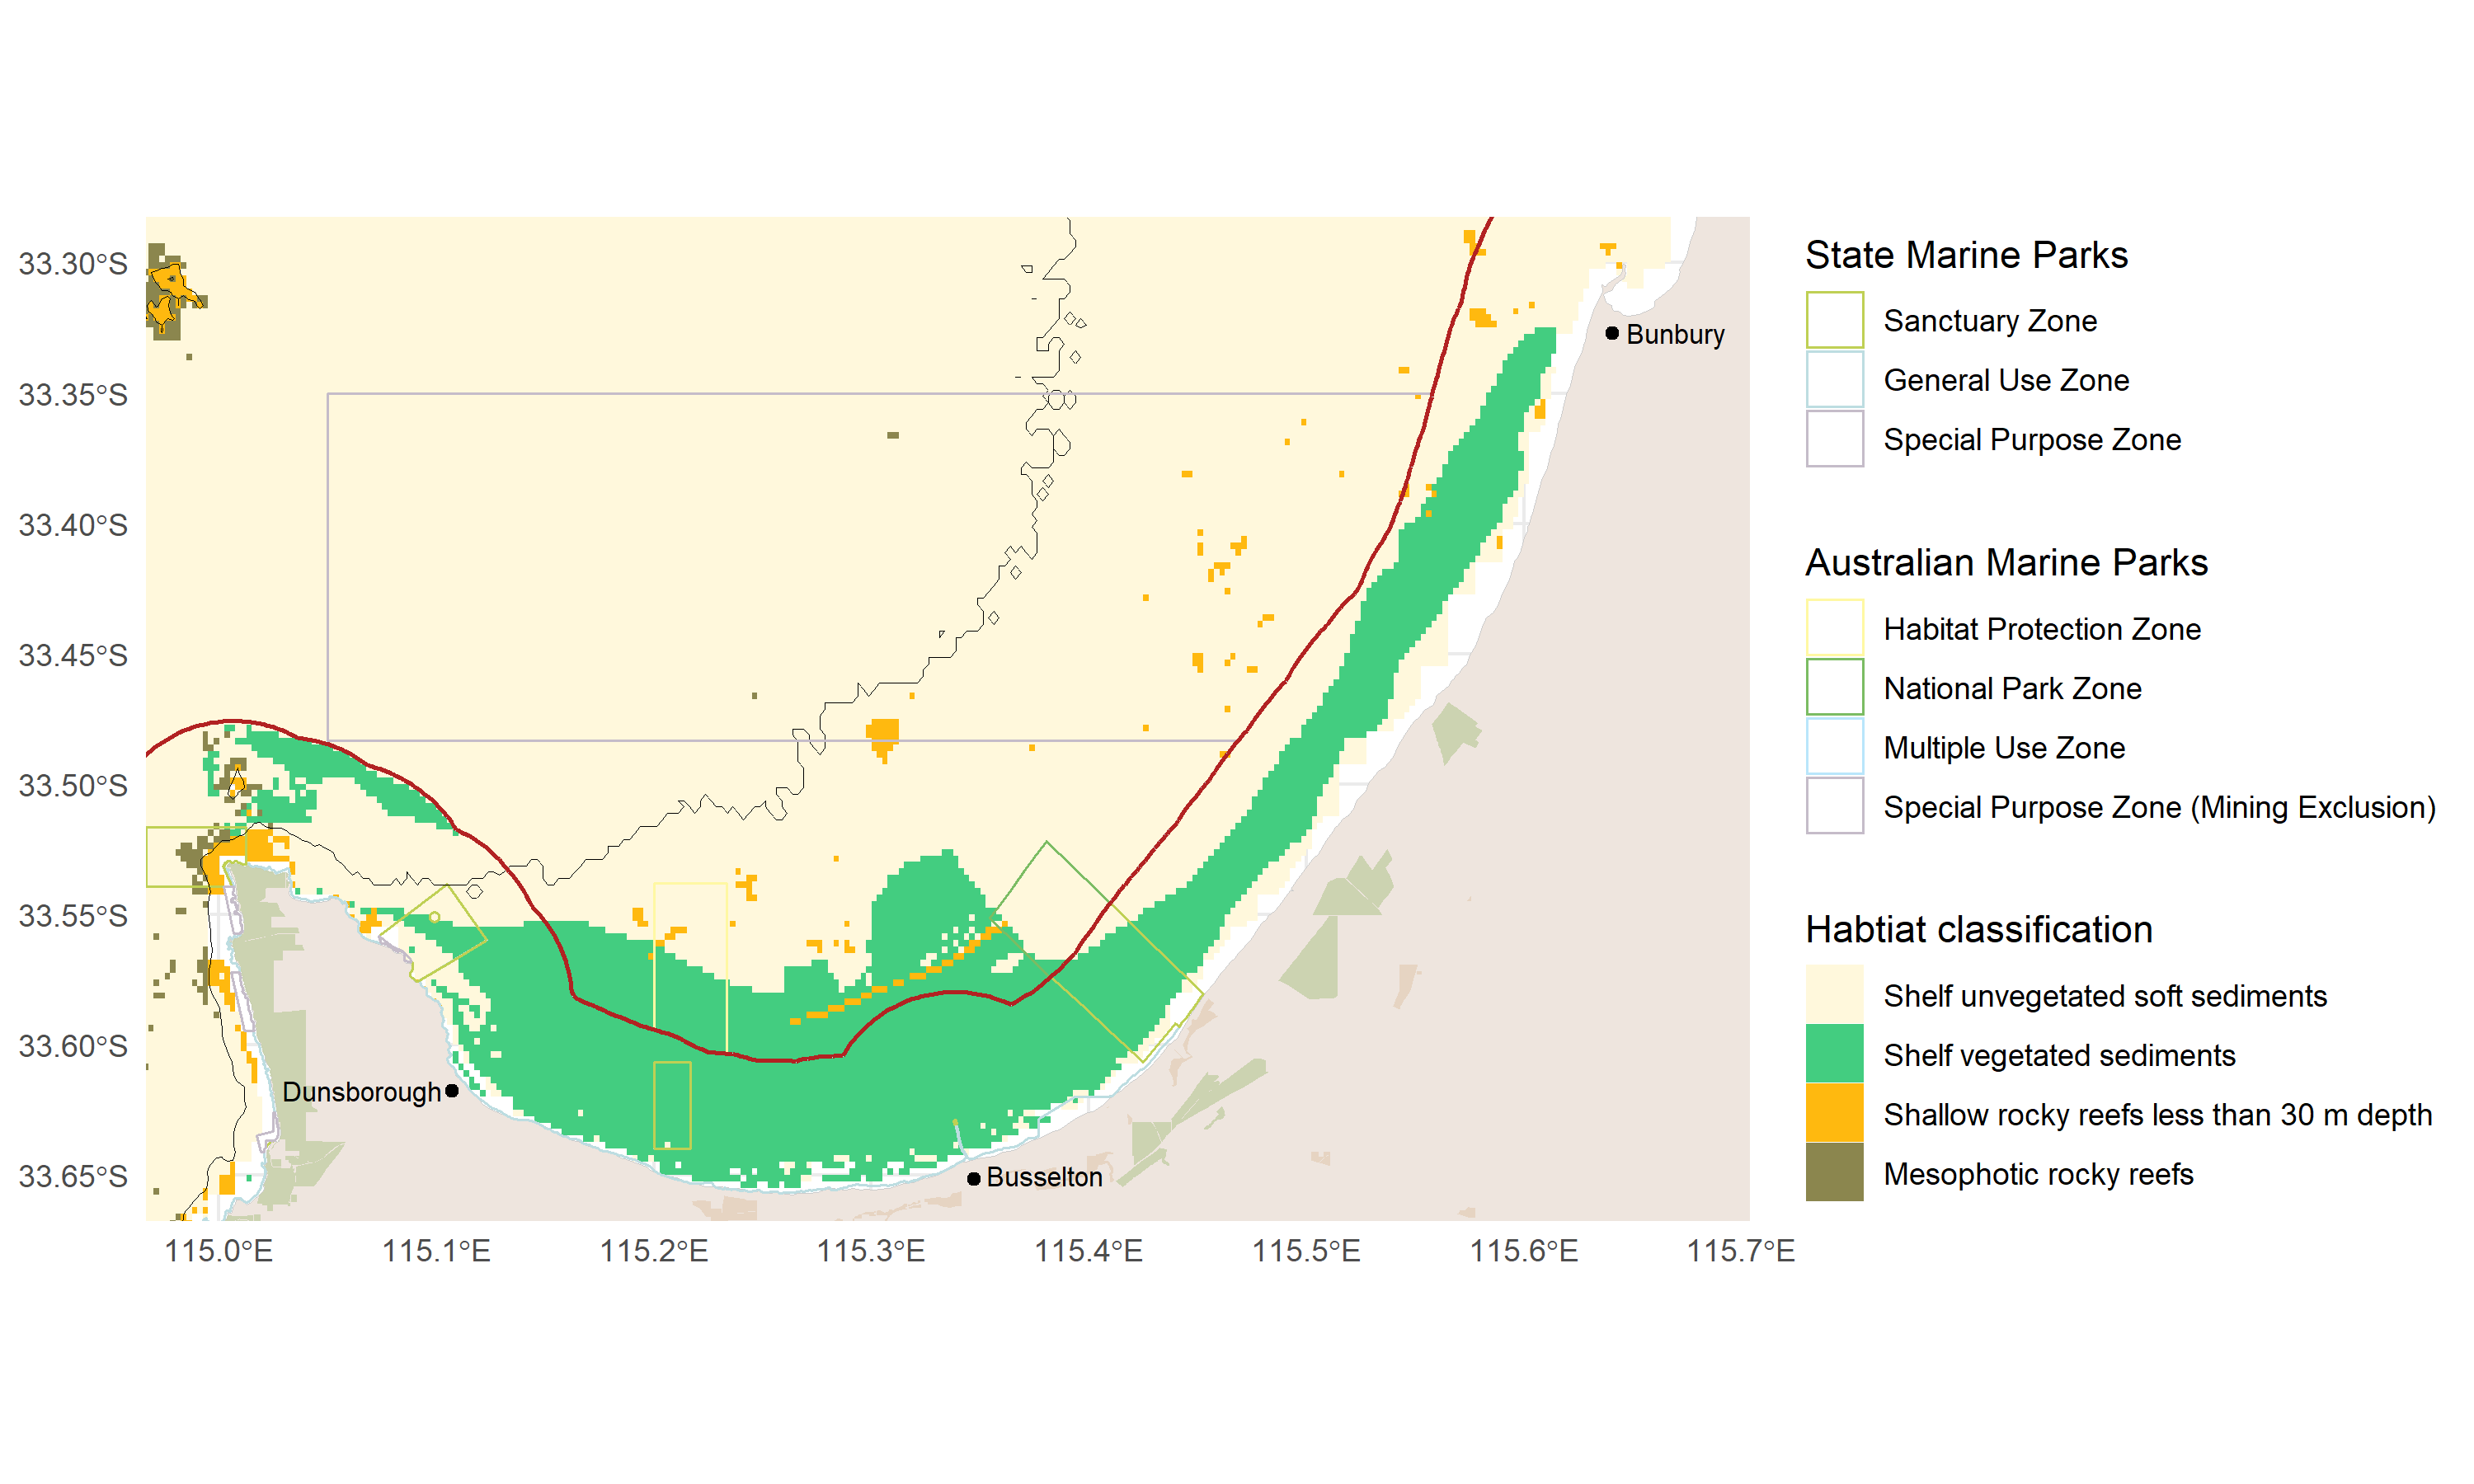 33.30°S
33.35°S
33.40°S
33.45°S
33.50°S
33.55°S
33.60°S
33.65°S
115.0°E
115.1°E
115.2°E
115.3°E
115.4°E
115.5°E
115.6°E
115.7°E
Bunbury
Dunsborough
Busselton
State Marine Parks
Sanctuary Zone
General Use Zone
Special Purpose Zone
Australian Marine Parks
Habitat Protection Zone
National Park Zone
Multiple Use Zone
Special Purpose Zone (Mining Exclusion)
Habtiat classification
Shelf unvegetated soft sediments
Shelf vegetated sediments
Shallow rocky reefs less than 30 m depth
Mesophotic rocky reefs